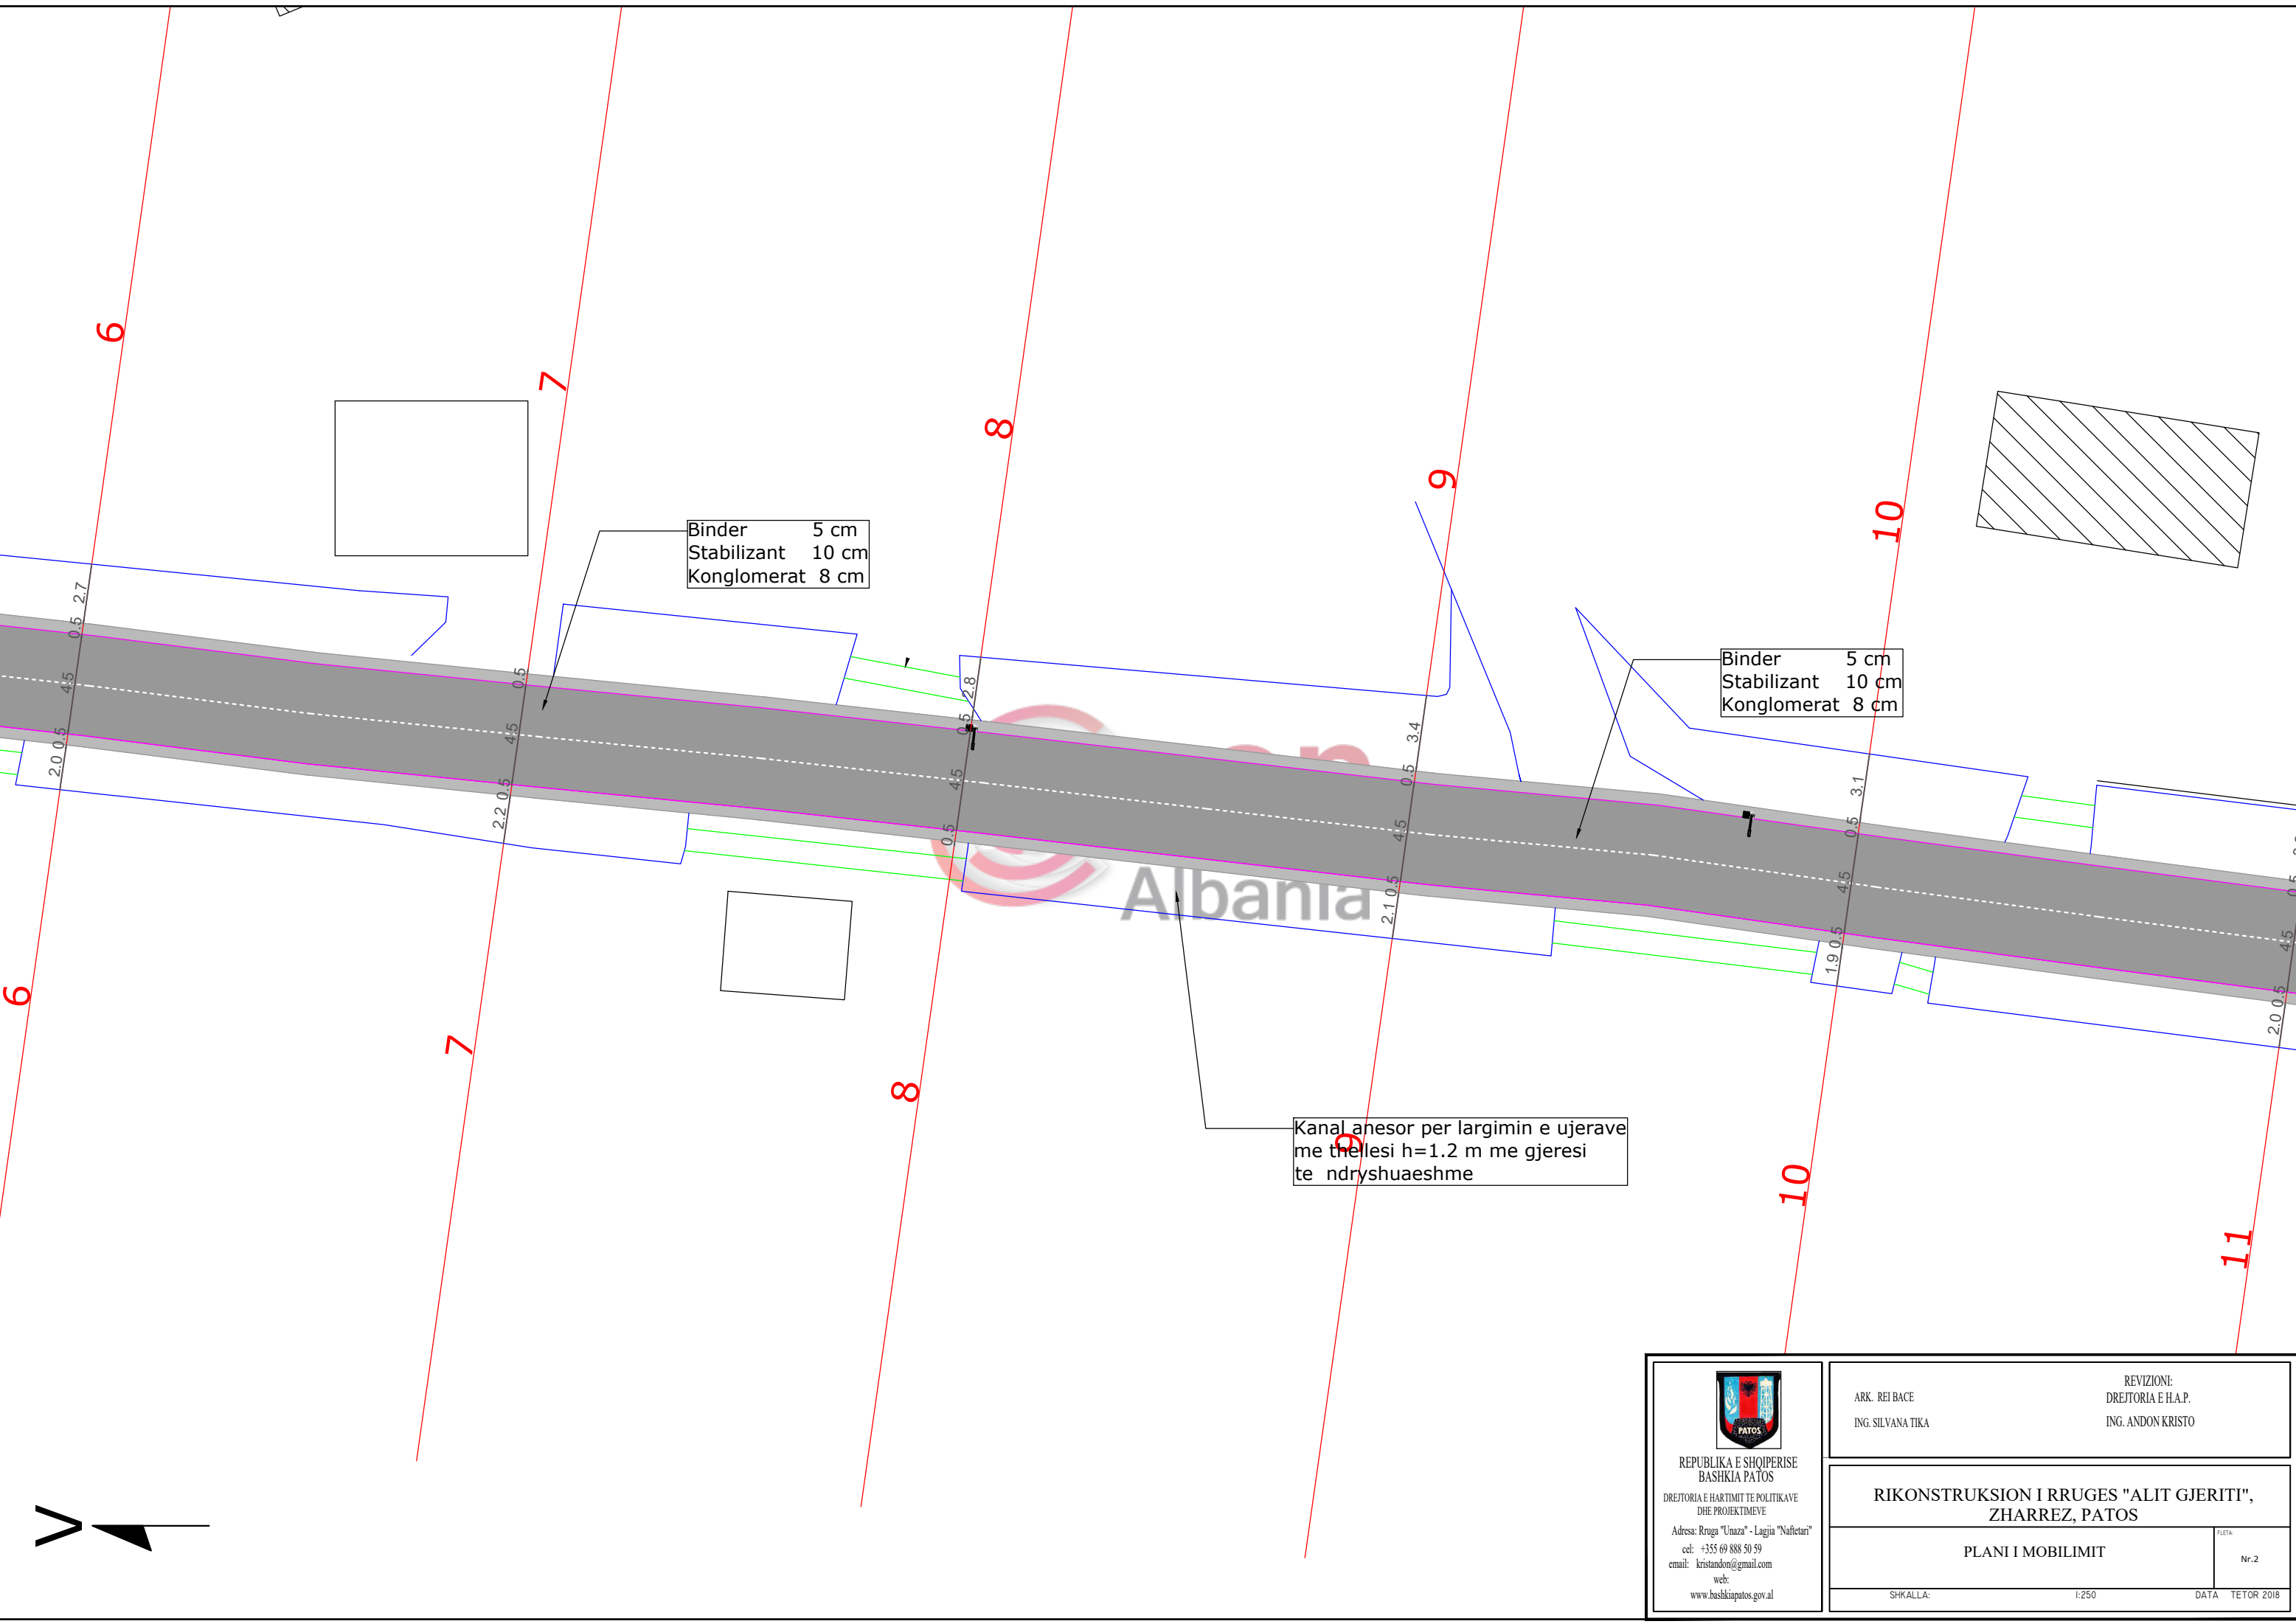 6
7
8
9
10
Binder 5 cm
Stabilizant 10 cm
Konglomerat 8 cm
Binder 5 cm
Stabilizant 10 cm
Konglomerat 8 cm
2.7
0.5
4.5
0.5
2.0
0.5
4.5
0.5
2.2
2.8
0.5
4.5
0.5
3.4
0.5
4.5
0.5
2.1
3.1
0.5
4.5
0.5
1.9
0.5
4.5
0.5
2.0
Albania
6
7
8
9
10
11
Kanal anesor per largimin e ujerave
me thellesi h=1.2 m me gjeresi
te ndryshuaeshme
V
PATOS
REPUBLIKA E SHQIPERISE
BASHKIA PATOS
DREJTORIA E HARTIMIT TE POLITIKAVE
DHE PROJEKTIMEVE
Adresa: Rruga "Unaza" - Lagjia "Naftetari"
cel: +355 69 888 50 59
email: kristandon@gmail.com
web:
www.bashkiapatos.gov.al
ARK. REI BACE
ING. SILVANA TIKA
REVIZIONI:
DREJTORIA E H.A.P.
ING. ANDON KRISTO
RIKONSTRUKSION I RRUGES "ALIT GJERITI",
ZHARREZ, PATOS
PLANI I MOBILIMIT
FLETA:
Nr.2
SHKALLA: 1:250 DATA TETOR 2018